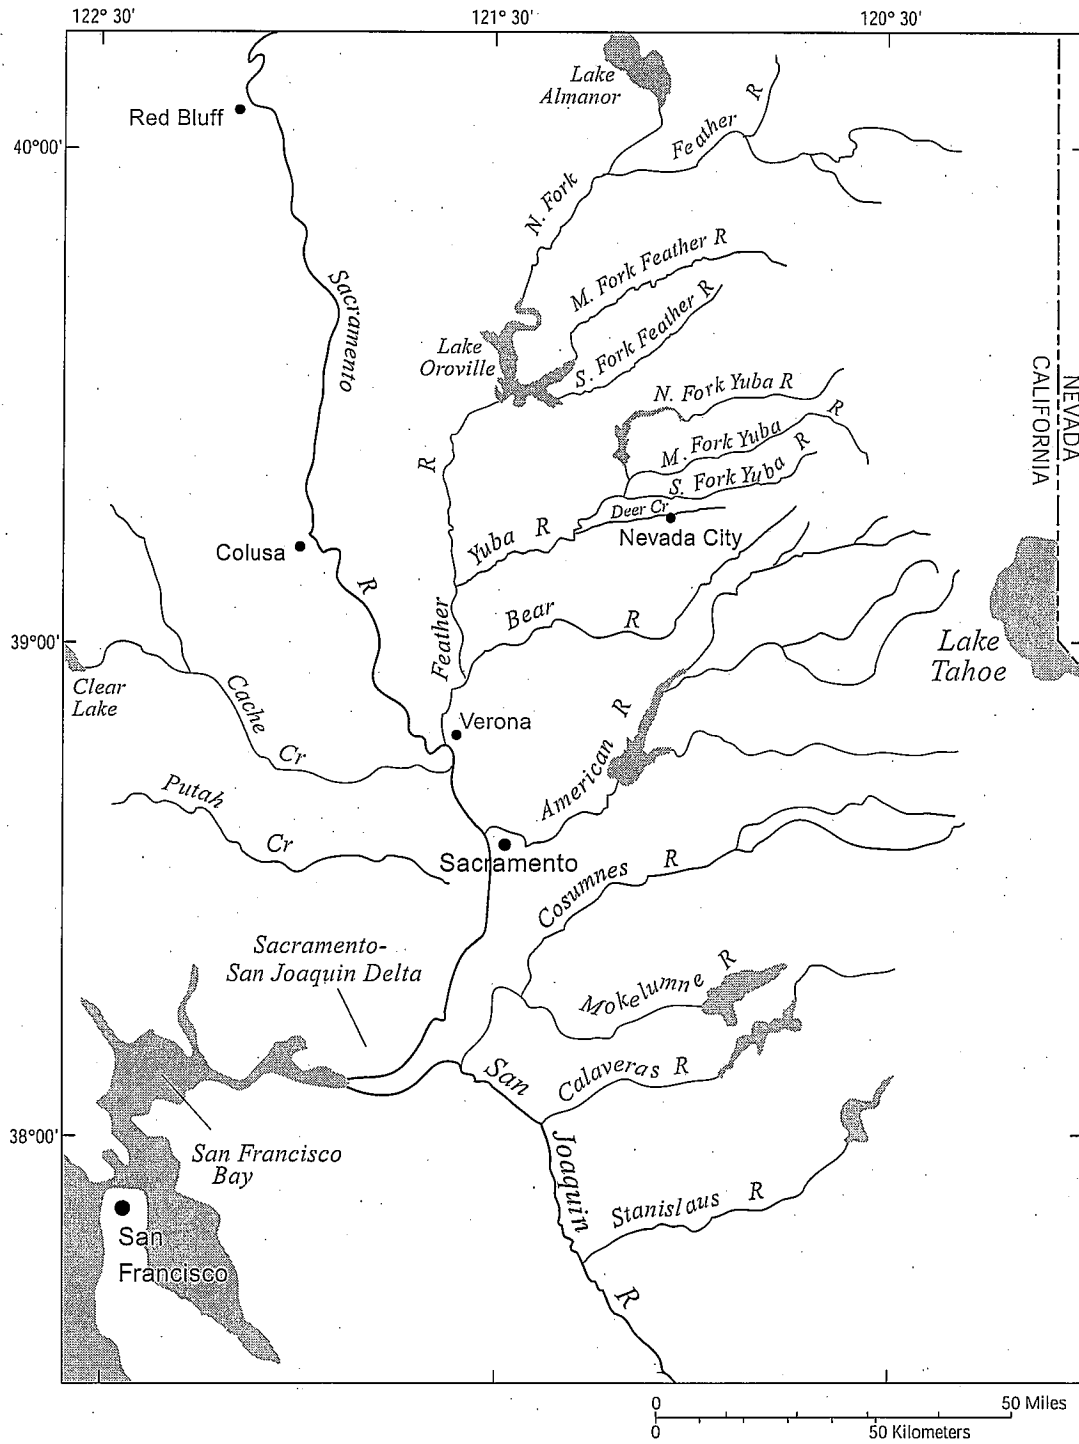 122° 30'
121° 30'
120° 30'
Lake
Almanor
Red Bluff
Feather R
40°00'
N. Fork
M. Fork Feather R
Sacramento
S. Fork Feather R
Lake
Oroville
N. Fork Yuba R
NEVADA
CALIFORNIA
M. Fork Yuba R
S. Fork Yuba R
R
Deer Cr
Yuba R
Nevada City
Colusa
R
Feather
Bear R
39°00'
Lake
Tahoe
Clear
Lake
Cache
Cr
Verona
American R
Putah
Cr
Sacramento
Cosumnes R
Sacramento-
San Joaquin Delta
Mokelumne R
San
Calaveras R
38°00'
San Francisco
Bay
Joaquin
Stanislaus R
San
Francisco
R
0
50 Miles
0
50 Kilometers